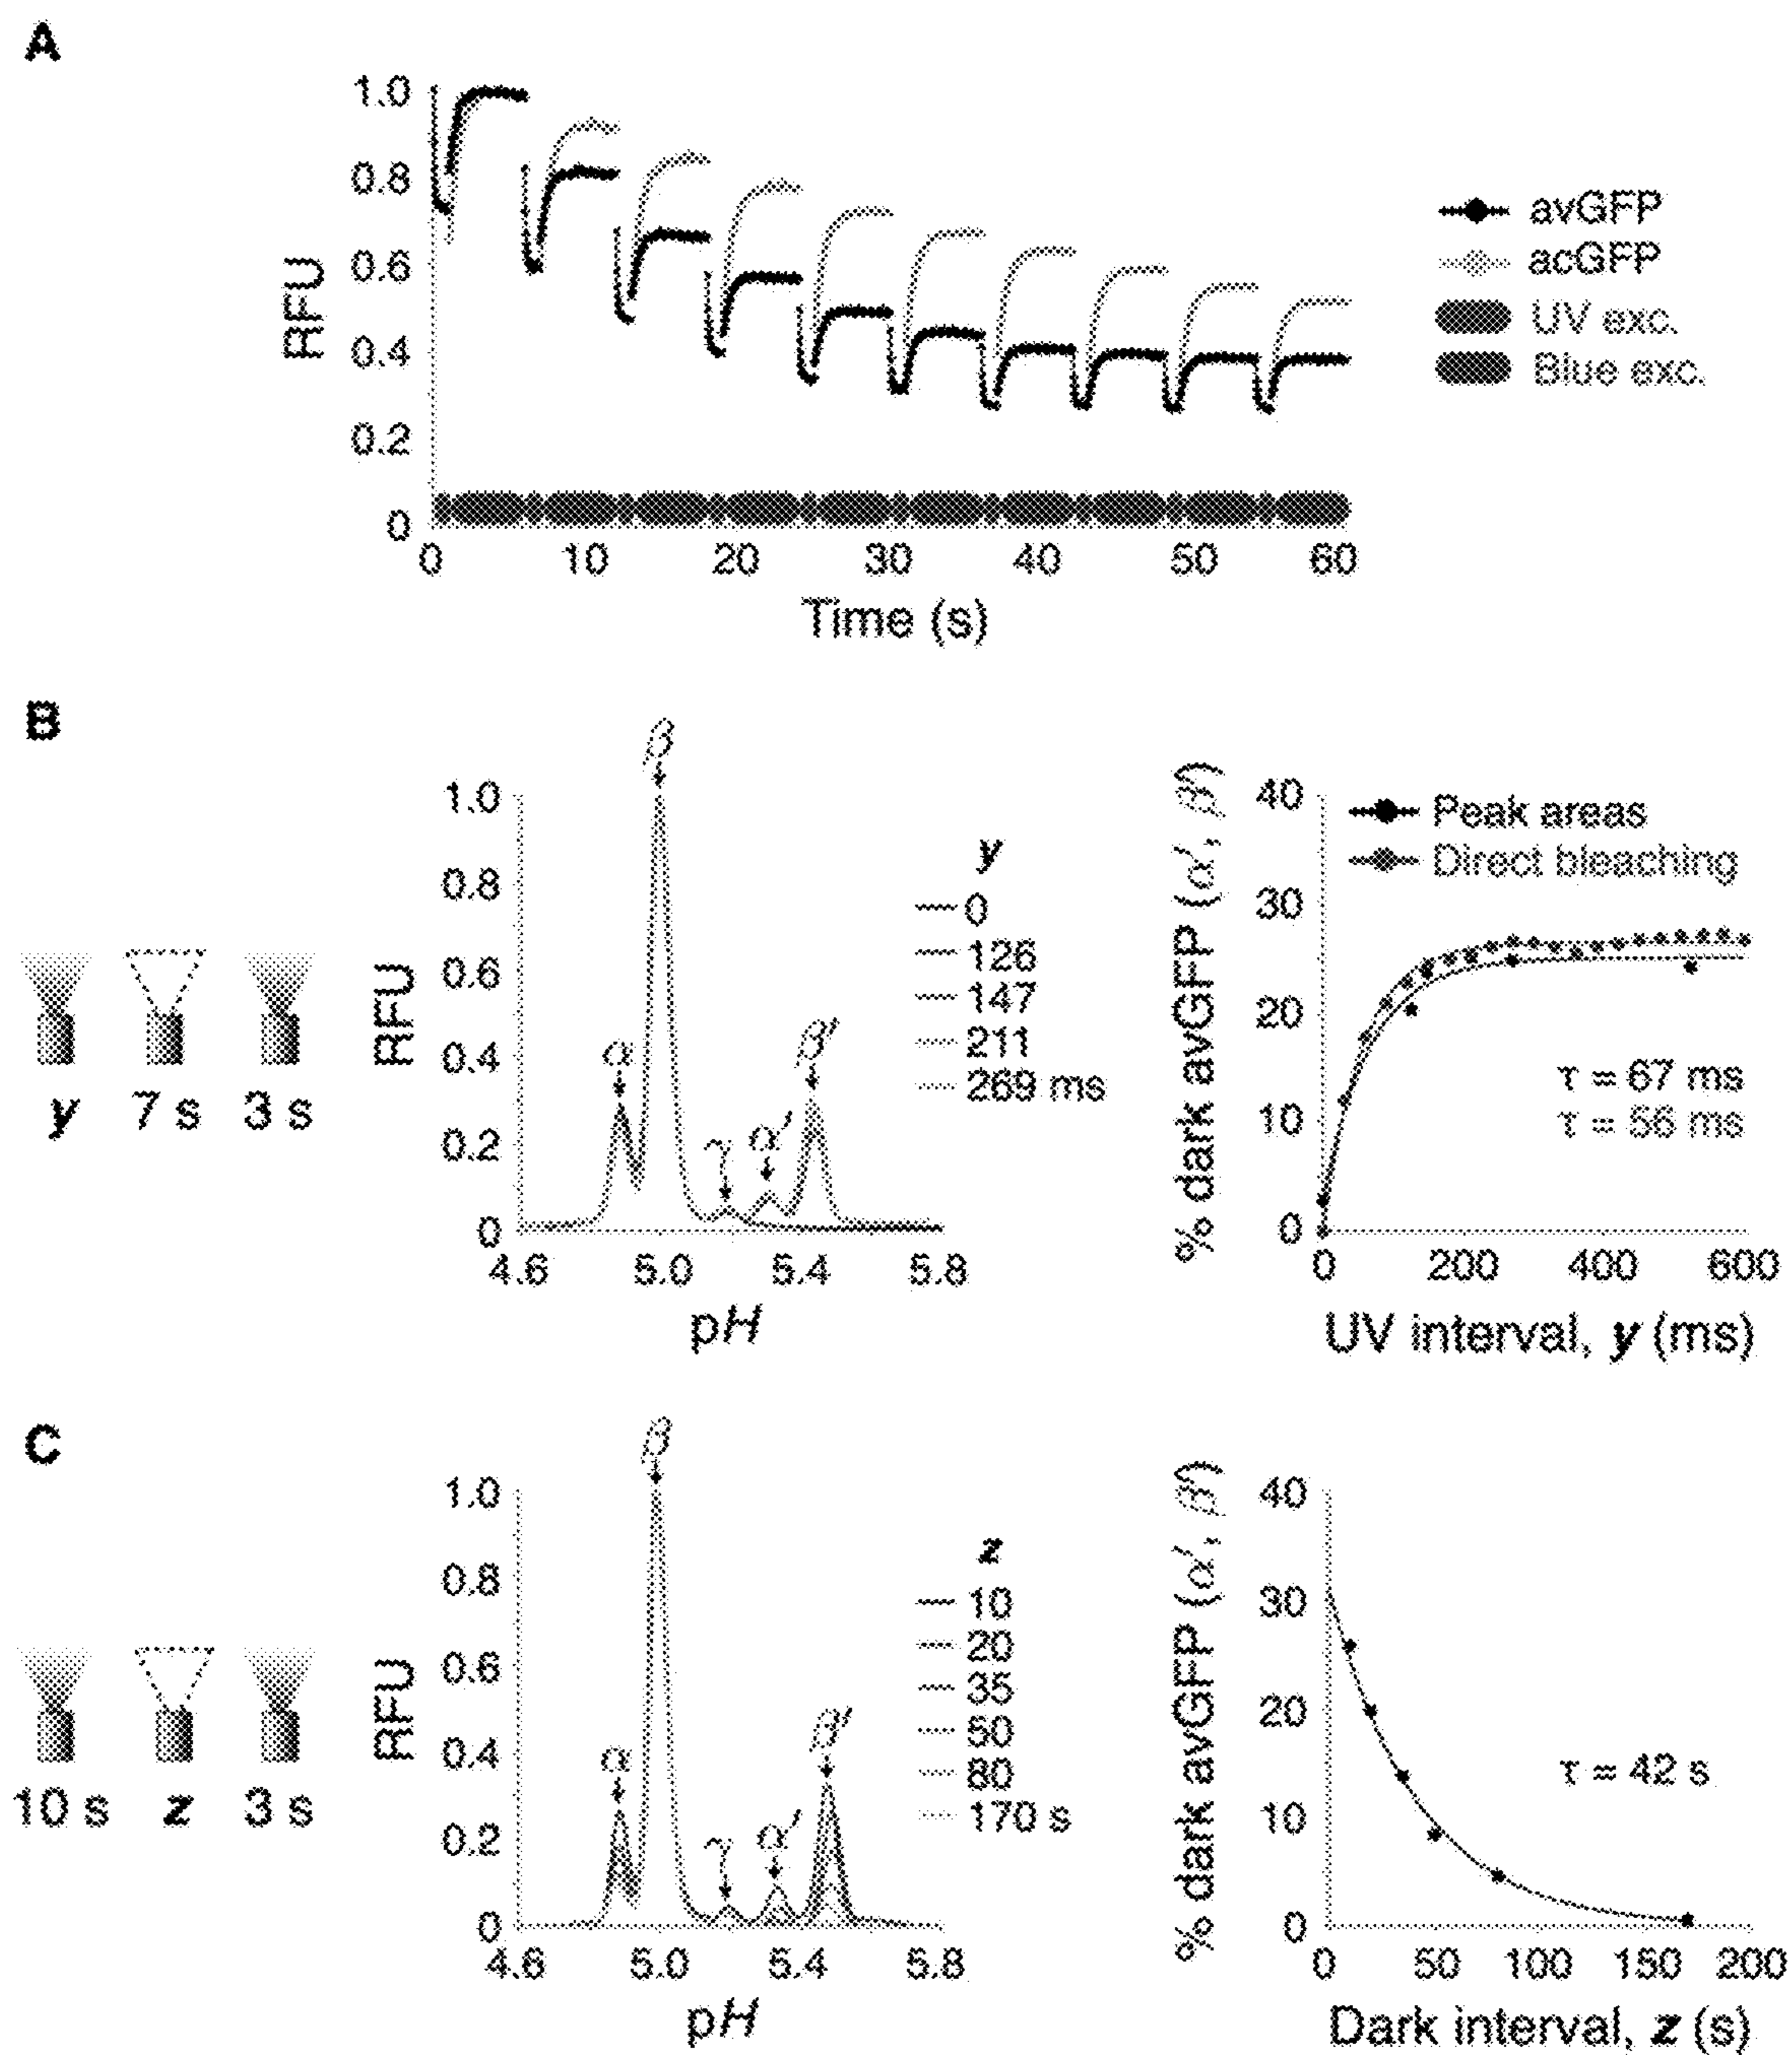 A
1.0
0.8
0.6
0.4
0.2
0
RFU
0 10 20 30 40 50 60
Time (s)
avGFP
acGFP
UV exc.
Blue exc.
B
y 7 s 3 s
1.0
0.8
0.6
0.4
0.2
0
RFU
α β γ α′ β′
4.6 5.0 5.4 5.8
pH
y
0
126
147
211
269 ms
40
30
20
10
0
% dark avGFP (α′, β′)
Peak areas
Direct bleaching
τ = 67 ms
τ = 56 ms
0 200 400 600
UV interval, y (ms)
C
10 s z 3 s
1.0
0.8
0.6
0.4
0.2
0
RFU
α β γ α′ β′
4.6 5.0 5.4 5.8
pH
z
10
20
35
50
80
170 s
40
30
20
10
0
% dark avGFP (α′, β′)
τ = 42 s
0 50 100 150 200
Dark interval, z (s)